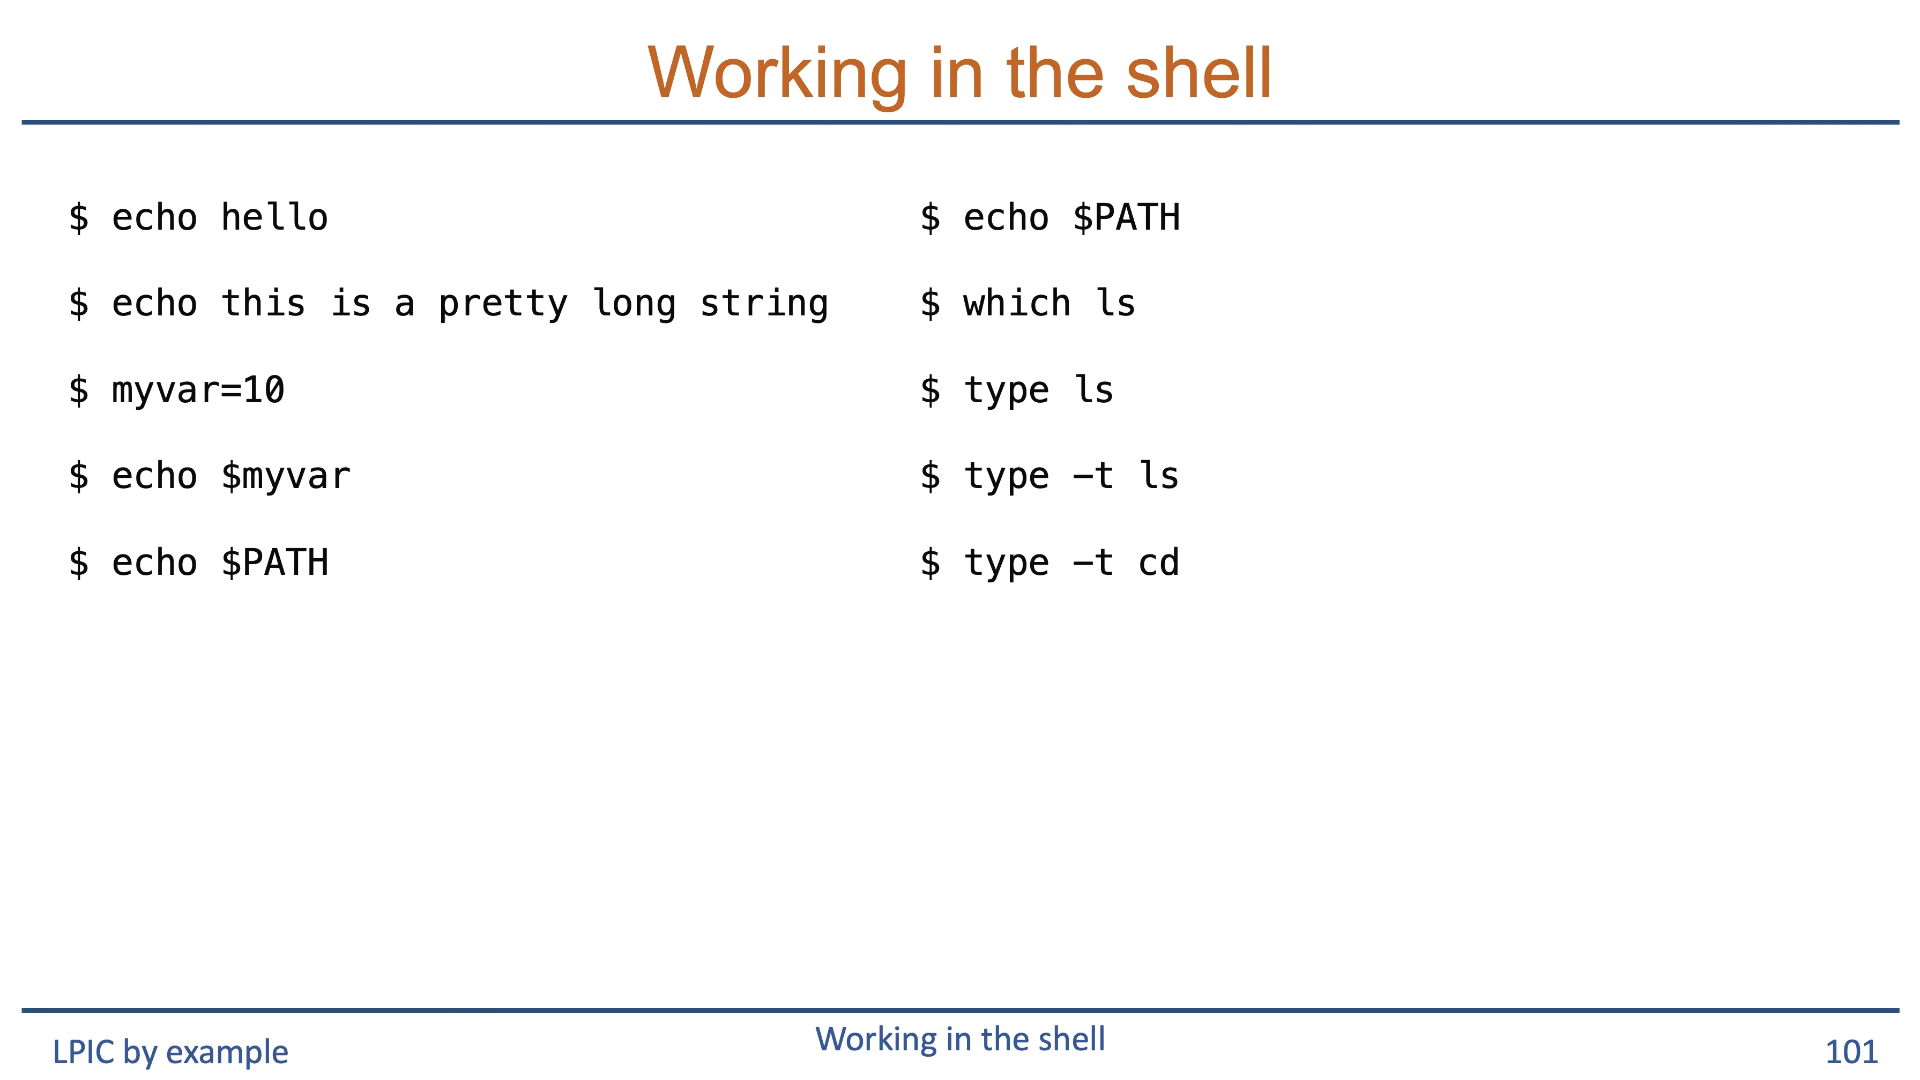 Working in the shell
$ echo hello
$ echo this is a pretty long string
$ myvar=10
$ echo $myvar
$ echo $PATH
$ echo $PATH
$ which ls
$ type ls
$ type –t ls
$ type –t cd
LPIC by example
Working in the shell
101